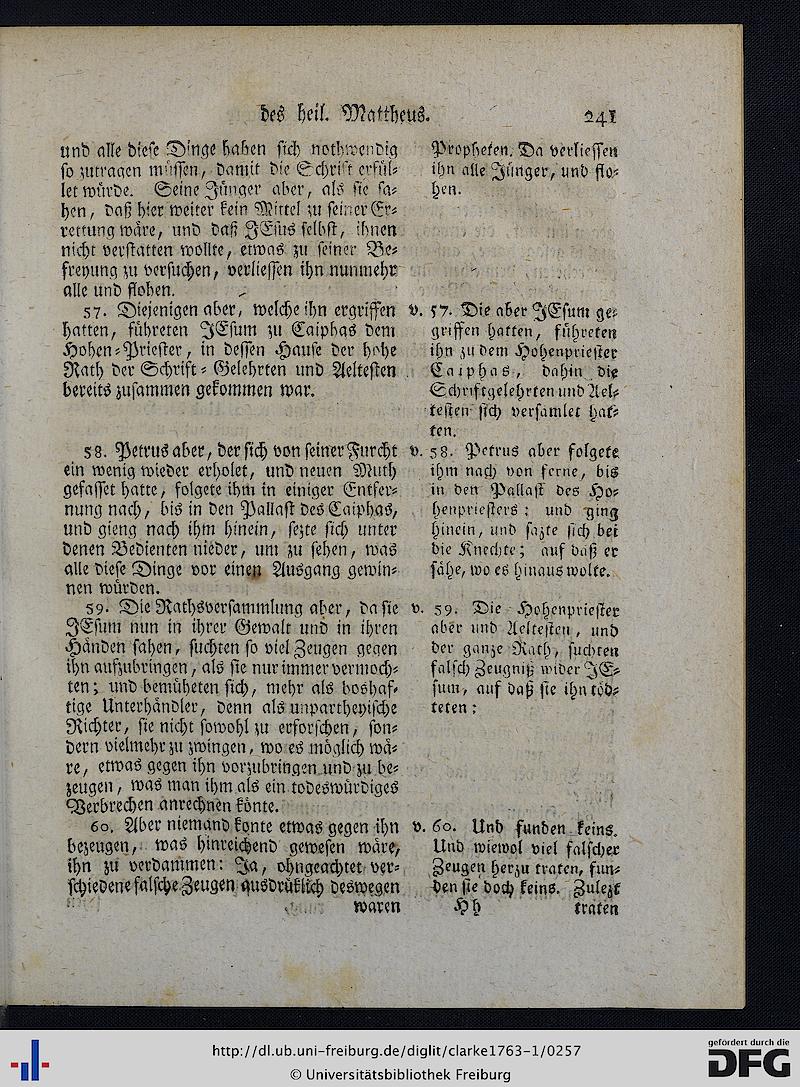 des heil. Mattheus. 241
und alle diese Dinge haben sich nothwendig
so zutragen müssen, damit die Schrift erfül-
let würde. Seine Jünger aber, als sie sa-
hen, daß hier weiter kein Mittel zu seiner Er-
rettung wäre, und daß JEsus selbst, ihnen
nicht verstatten wollte, etwas zu seiner Be-
freyung zu versuchen, verliessen ihn nunmehr
alle und flohen.
57. Diejenigen aber, welche ihn ergriffen
hatten, führeten JEsum zu Caiphas dem
Hohen-Priester, in dessen Hause der hohe
Rath der Schrift-Gelehrten und Aeltesten
bereits zusammen gekommen war.
58. Petrus aber, der sich von seiner Furcht
ein wenig wieder erholet, und neuen Muth
gefasset hatte, folgete ihm in einiger Entfer-
nung nach, bis in den Pallast des Caiphas,
und gieng nach ihm hinein, sezte sich unter
denen Bedienten nieder, um zu sehen, was
alle diese Dinge vor einen Ausgang gewin-
nen würden.
59. Die Rathsversammlung aber, da sie
JEsum nun in ihrer Gewalt und in ihren
Händen sahen, suchten so viel Zeugen gegen
ihn aufzubringen, als sie nur immer vermoch-
ten; und bemüheten sich, mehr als boshaf-
tige Unterhändler, denn als unpartheyische
Richter, sie nicht sowohl zu erforschen, son-
dern vielmehr zu zwingen, wo es möglich wä-
re, etwas gegen ihn vorzubringen und zu be-
zeugen, was man ihm als ein todeswürdiges
Verbrechen anrechnen könte.
60. Aber niemand konte etwas gegen ihn
bezeugen, was hinreichend gewesen wäre,
ihn zu verdammen: Ja, ohngeachtet ver-
schiedene falsche Zeugen ausdrüklich deswegen
waren
Propheten. Da verliessen
ihn alle Jünger, und flo-
hen.
v. 57. Die aber JEsum ge-
griffen hatten, führeten
ihn zu dem Hohenpriester
Caiphas, dahin die
Schriftgelehrten und Ael-
testen sich versamlet hat-
ten.
v. 58. Petrus aber folgete
ihm nach von ferne, bis
in den Pallast des Ho-
henpriesters: und ging
hinein, und sazte sich bei
die Knechte; auf daß er
sähe, wo es hinaus wolte.
v. 59. Die Hohenpriester
aber und Aeltesten, und
der ganze Rath, suchten
falsch Zeugniß wider JE-
sum, auf daß sie ihn töd-
teten:
v. 60. Und funden keins.
Und wiewol viel falscher
Zeugen herzu traten, fun-
den sie doch keins. Zulezt
Hh traten
http://dl.ub.uni-freiburg.de/diglit/clarke1763-1/0257
© Universitätsbibliothek Freiburg
gefördert durch die
DFG